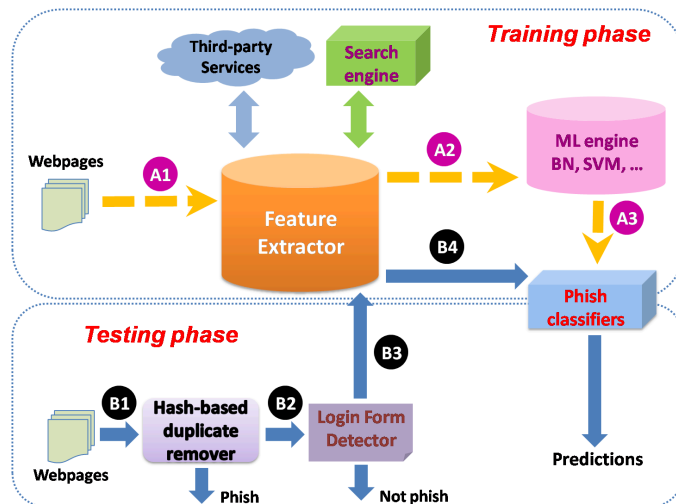 Training phase
Third-party
Services
Search
engine
ML engine
BN, SVM, ...
Webpages
A1
A2
A3
Feature
Extractor
B4
Phish
classifiers
Testing phase
B3
B1
B2
Hash-based
duplicate
remover
Login Form
Detector
Webpages
Predictions
Phish
Not phish